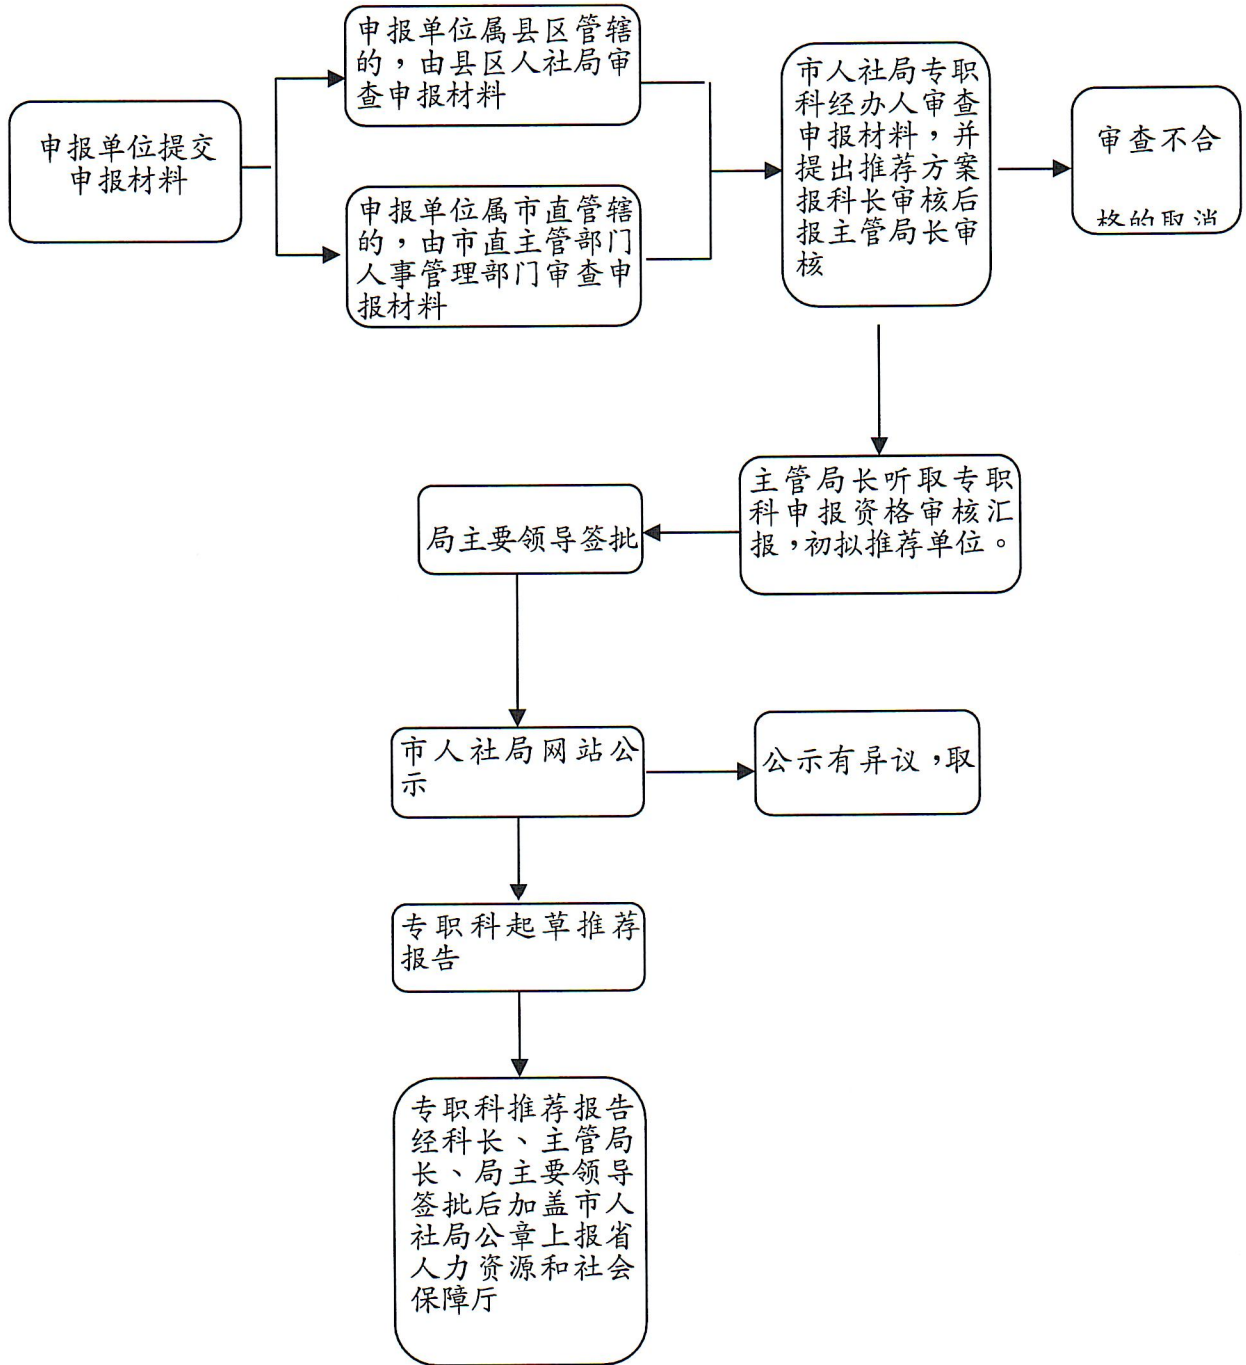 申报单位提交
申报材料
申报单位属县区管辖
的，由县区人社局审
查申报材料
申报单位属市直管辖
的，由市直主管部门
人事管理部门审查申
报材料
市人社局专职
科经办人审查
申报材料，并
提出推荐方案
报科长审核后
报主管局长审
核
审查不合
格的取消
主管局长听取专职
科申报资格审核汇
报，初拟推荐单位。
局主要领导签批
市人社局网站公
示
公示有异议，取
专职科起草推荐
报告
专职科推荐报告
经科长、主管局
长、局主要领导
签批后加盖市人
社局公章上报省
人力资源和社会
保障厅